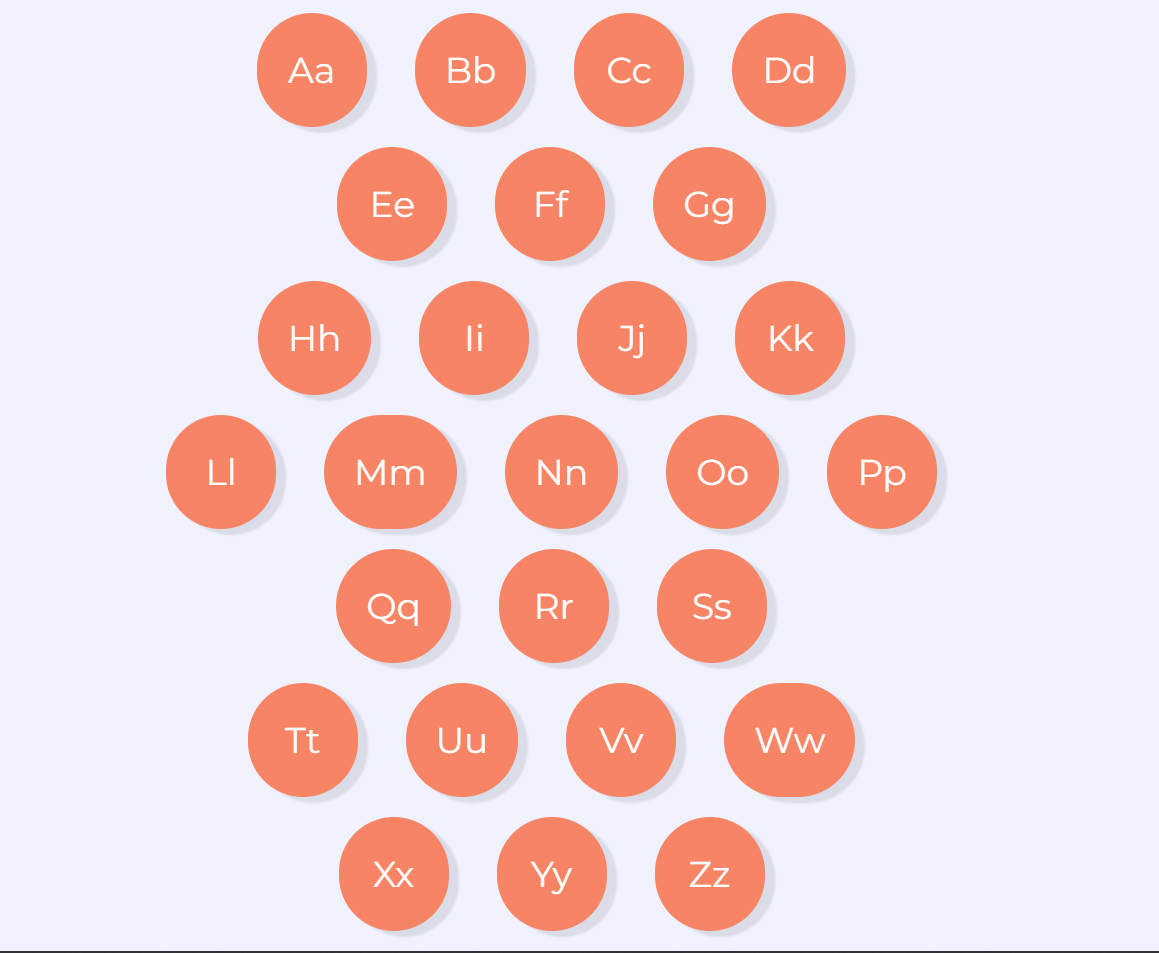 Aa Bb Cc Dd
Ee Ff Gg
Hh Ii Jj Kk
Ll Mm Nn Oo Pp
Qq Rr Ss
Tt Uu Vv Ww
Xx Yy Zz